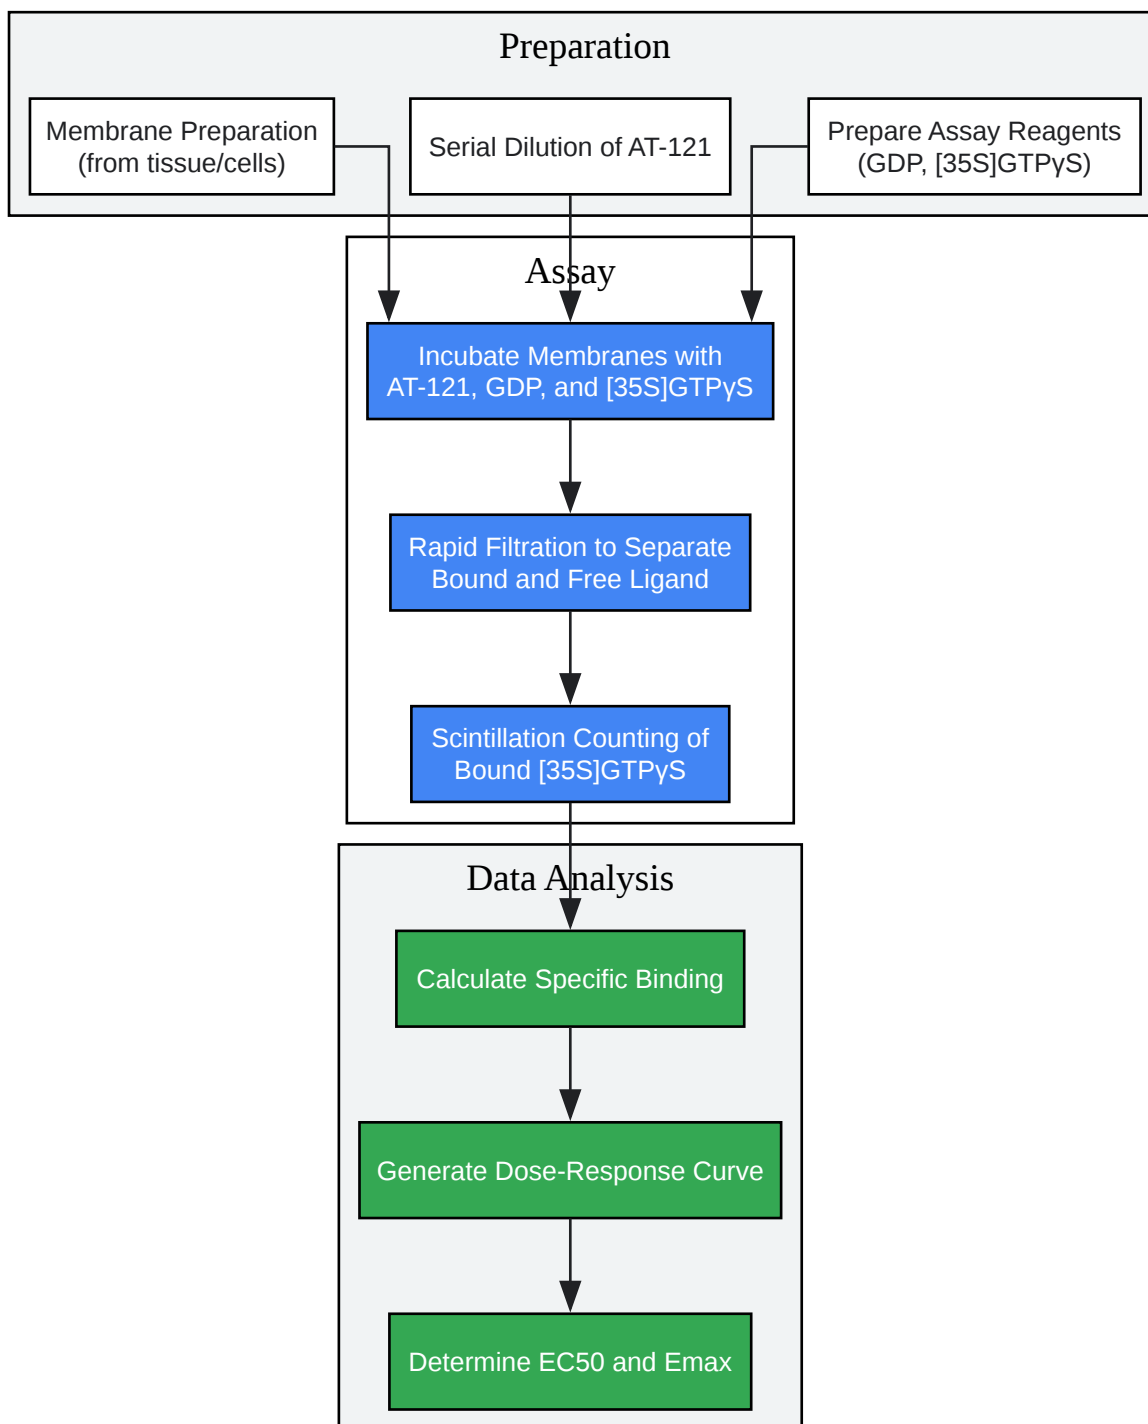 Preparation
Membrane Preparation
(from tissue/cells)
Serial Dilution of AT-121
Prepare Assay Reagents
(GDP, [35S]GTPγS)
Assay
Incubate Membranes with
AT-121, GDP, and [35S]GTPγS
Rapid Filtration to Separate
Bound and Free Ligand
Scintillation Counting of
Bound [35S]GTPγS
Data Analysis
Calculate Specific Binding
Generate Dose-Response Curve
Determine EC50 and Emax